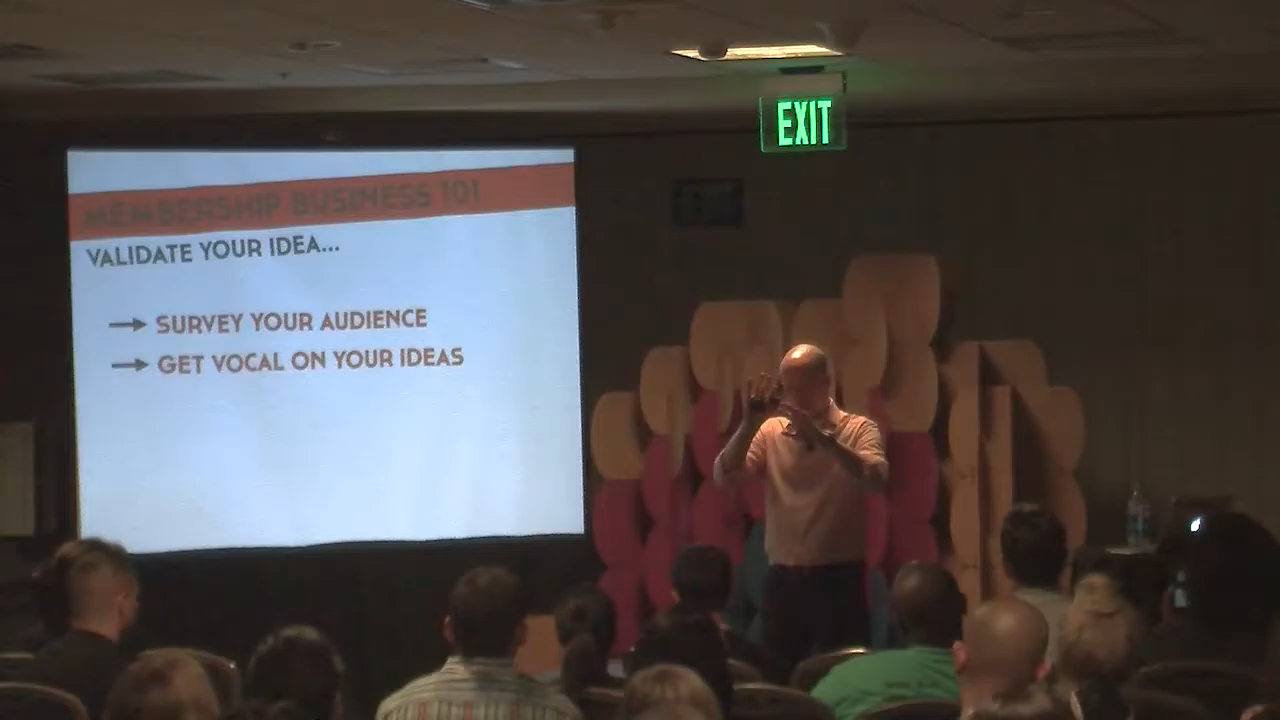 MEMBERSHIP BUSINESS 101
VALIDATE YOUR IDEA...
→ SURVEY YOUR AUDIENCE
→ GET VOCAL ON YOUR IDEAS
EXIT